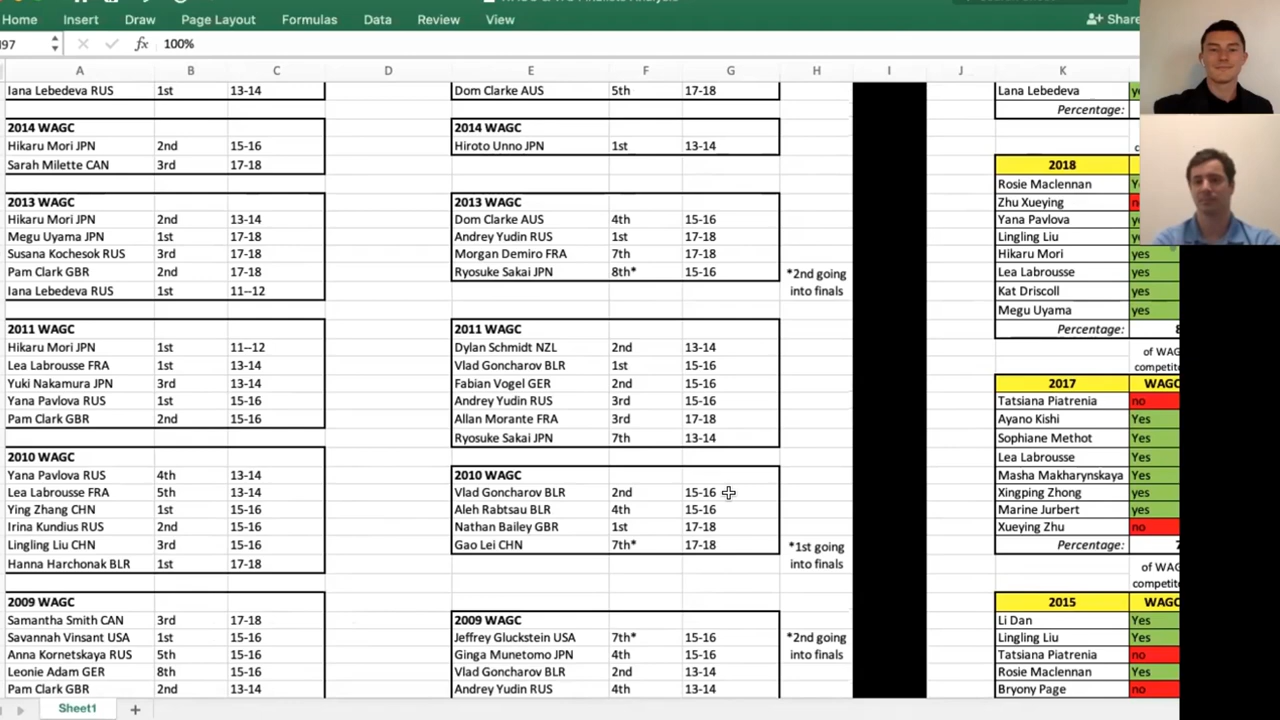 Home Insert Draw Page Layout Formulas Data Review View Share
97 fx 100%
A B C D E F G H I J K
Iana Lebedeva RUS 1st 13-14 Dom Clarke AUS 5th 17-18 Lana Lebedeva
Percentage:
2014 WAGC 2014 WAGC
Hikaru Mori JPN 2nd 15-16 Hiroto Unno JPN 1st 13-14
Sarah Milette CAN 3rd 17-18 2018
Rosie Maclennan
2013 WAGC 2013 WAGC Zhu Xueying
Hikaru Mori JPN 2nd 13-14 Dom Clarke AUS 4th 15-16 Yana Pavlova
Megu Uyama JPN 1st 17-18 Andrey Yudin RUS 1st 17-18 Lingling Liu
Susana Kochesok RUS 3rd 17-18 Morgan Demiro FRA 7th 17-18 Hikaru Mori yes
Pam Clark GBR 2nd 17-18 Ryosuke Sakai JPN 8th* 15-16 *2nd going Lea Labrousse yes
Iana Lebedeva RUS 1st 11--12 into finals Kat Driscoll yes
Megu Uyama yes
2011 WAGC 2011 WAGC Percentage: 8
Hikaru Mori JPN 1st 11--12 Dylan Schmidt NZL 2nd 13-14 of WAG
Lea Labrousse FRA 1st 13-14 Vlad Goncharov BLR 1st 15-16 competit
Yuki Nakamura JPN 3rd 13-14 Fabian Vogel GER 2nd 15-16 2017 WAGC
Yana Pavlova RUS 1st 15-16 Andrey Yudin RUS 3rd 15-16 Tatsiana Piatrenia no
Pam Clark GBR 2nd 15-16 Allan Morante FRA 3rd 17-18 Ayano Kishi Yes
Ryosuke Sakai JPN 7th 13-14 Sophiane Methot Yes
2010 WAGC Lea Labrousse Yes
Yana Pavlova RUS 4th 13-14 2010 WAGC Masha Makharynskaya Yes
Lea Labrousse FRA 5th 13-14 Vlad Goncharov BLR 2nd 15-16 Xingping Zhong yes
Ying Zhang CHN 1st 15-16 Aleh Rabtsau BLR 4th 15-16 Marine Jurbert yes
Irina Kundius RUS 2nd 15-16 Nathan Bailey GBR 1st 17-18 Xueying Zhu no
Lingling Liu CHN 3rd 15-16 Gao Lei CHN 7th* 17-18 *1st going Percentage: 7
Hanna Harchonak BLR 1st 17-18 into finals of WAG
competit
2009 WAGC 2015 WAGC
Samantha Smith CAN 3rd 17-18 2009 WAGC Li Dan Yes
Savannah Vinsant USA 1st 15-16 Jeffrey Gluckstein USA 7th* 15-16 *2nd going Lingling Liu Yes
Anna Kornetskaya RUS 5th 15-16 Ginga Munetomo JPN 4th 15-16 into finals Tatsiana Piatrenia no
Leonie Adam GER 8th 15-16 Vlad Goncharov BLR 2nd 13-14 Rosie Maclennan Yes
Pam Clark GBR 2nd 13-14 Andrey Yudin RUS 4th 13-14 Bryony Page no
Sheet1